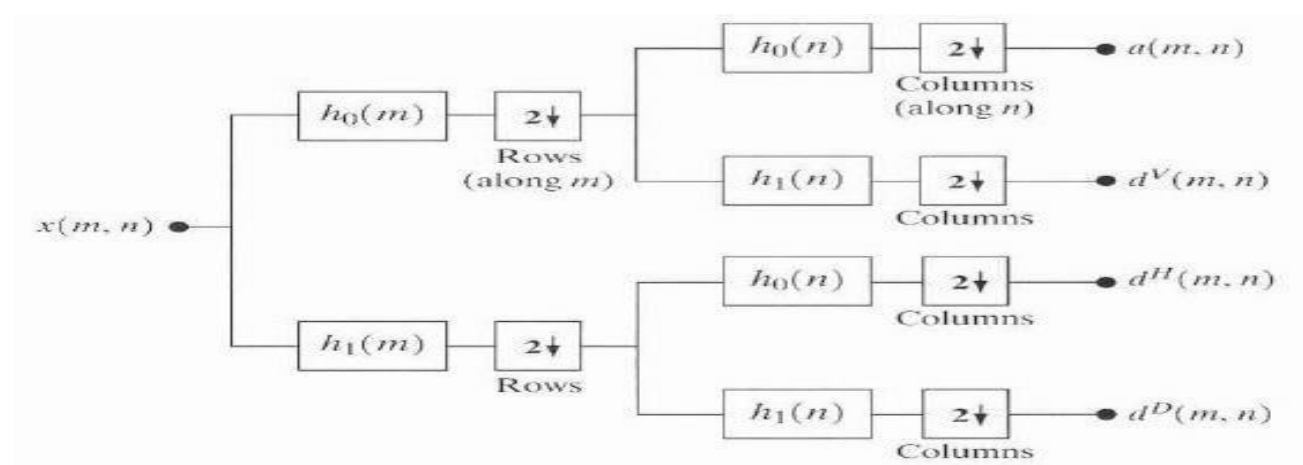 h₀(n) 2↓ a(m, n)
Columns
(along n)
h₀(m) 2↓
Rows
(along m)
h₁(n) 2↓ dⱽ(m, n)
Columns
x(m, n)
h₀(n) 2↓ dᴴ(m, n)
Columns
h₁(m) 2↓
Rows
h₁(n) 2↓ dᴰ(m, n)
Columns